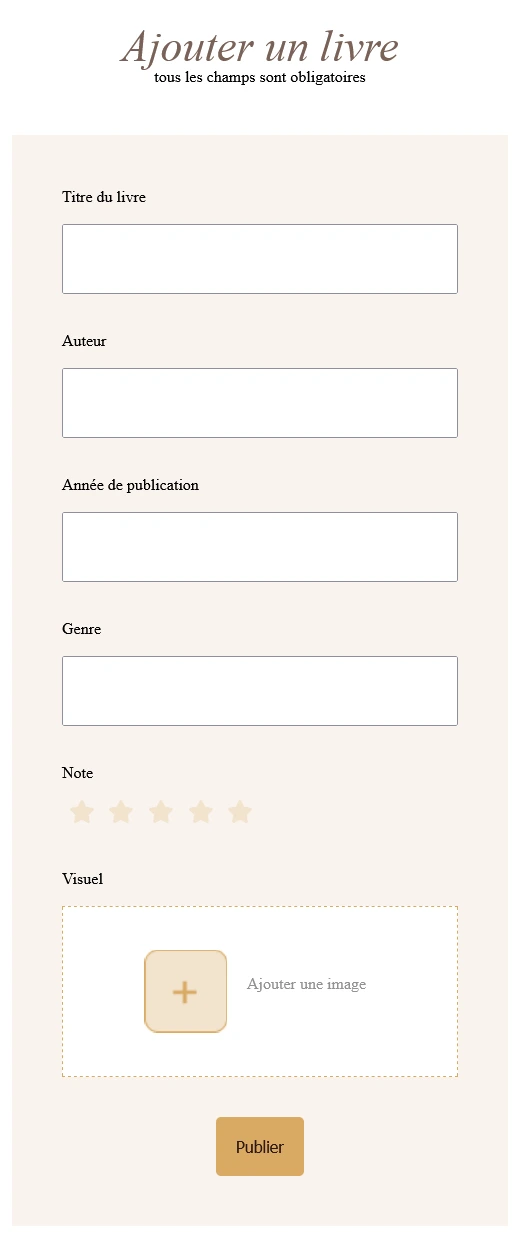 Ajouter un livre
tous les champs sont obligatoires
Titre du livre
Auteur
Année de publication
Genre
Note
Visuel
Ajouter une image
Publier